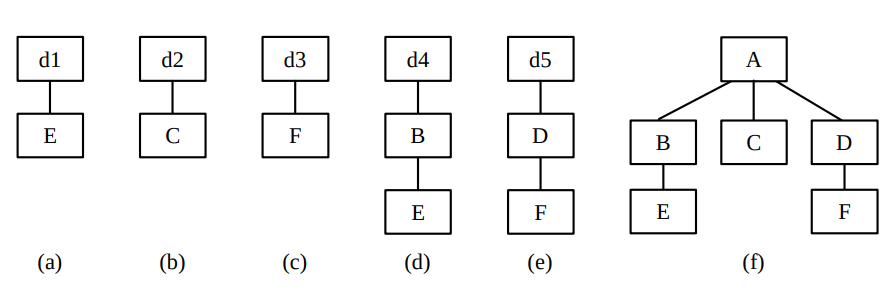 d1 d2 d3 d4 d5 A
E C F B D B C D
E F E F
(a) (b) (c) (d) (e) (f)